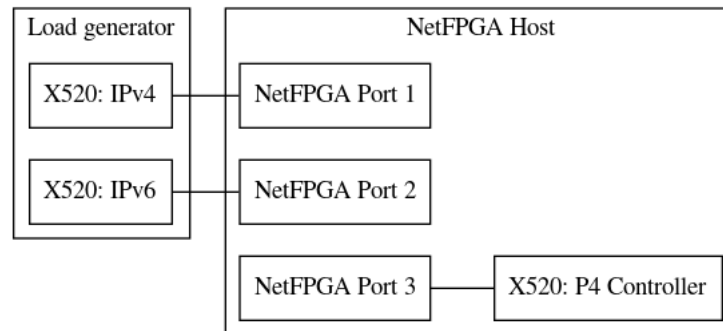 Load generator
NetFPGA Host
X520: IPv4
NetFPGA Port 1
X520: IPv6
NetFPGA Port 2
NetFPGA Port 3
X520: P4 Controller